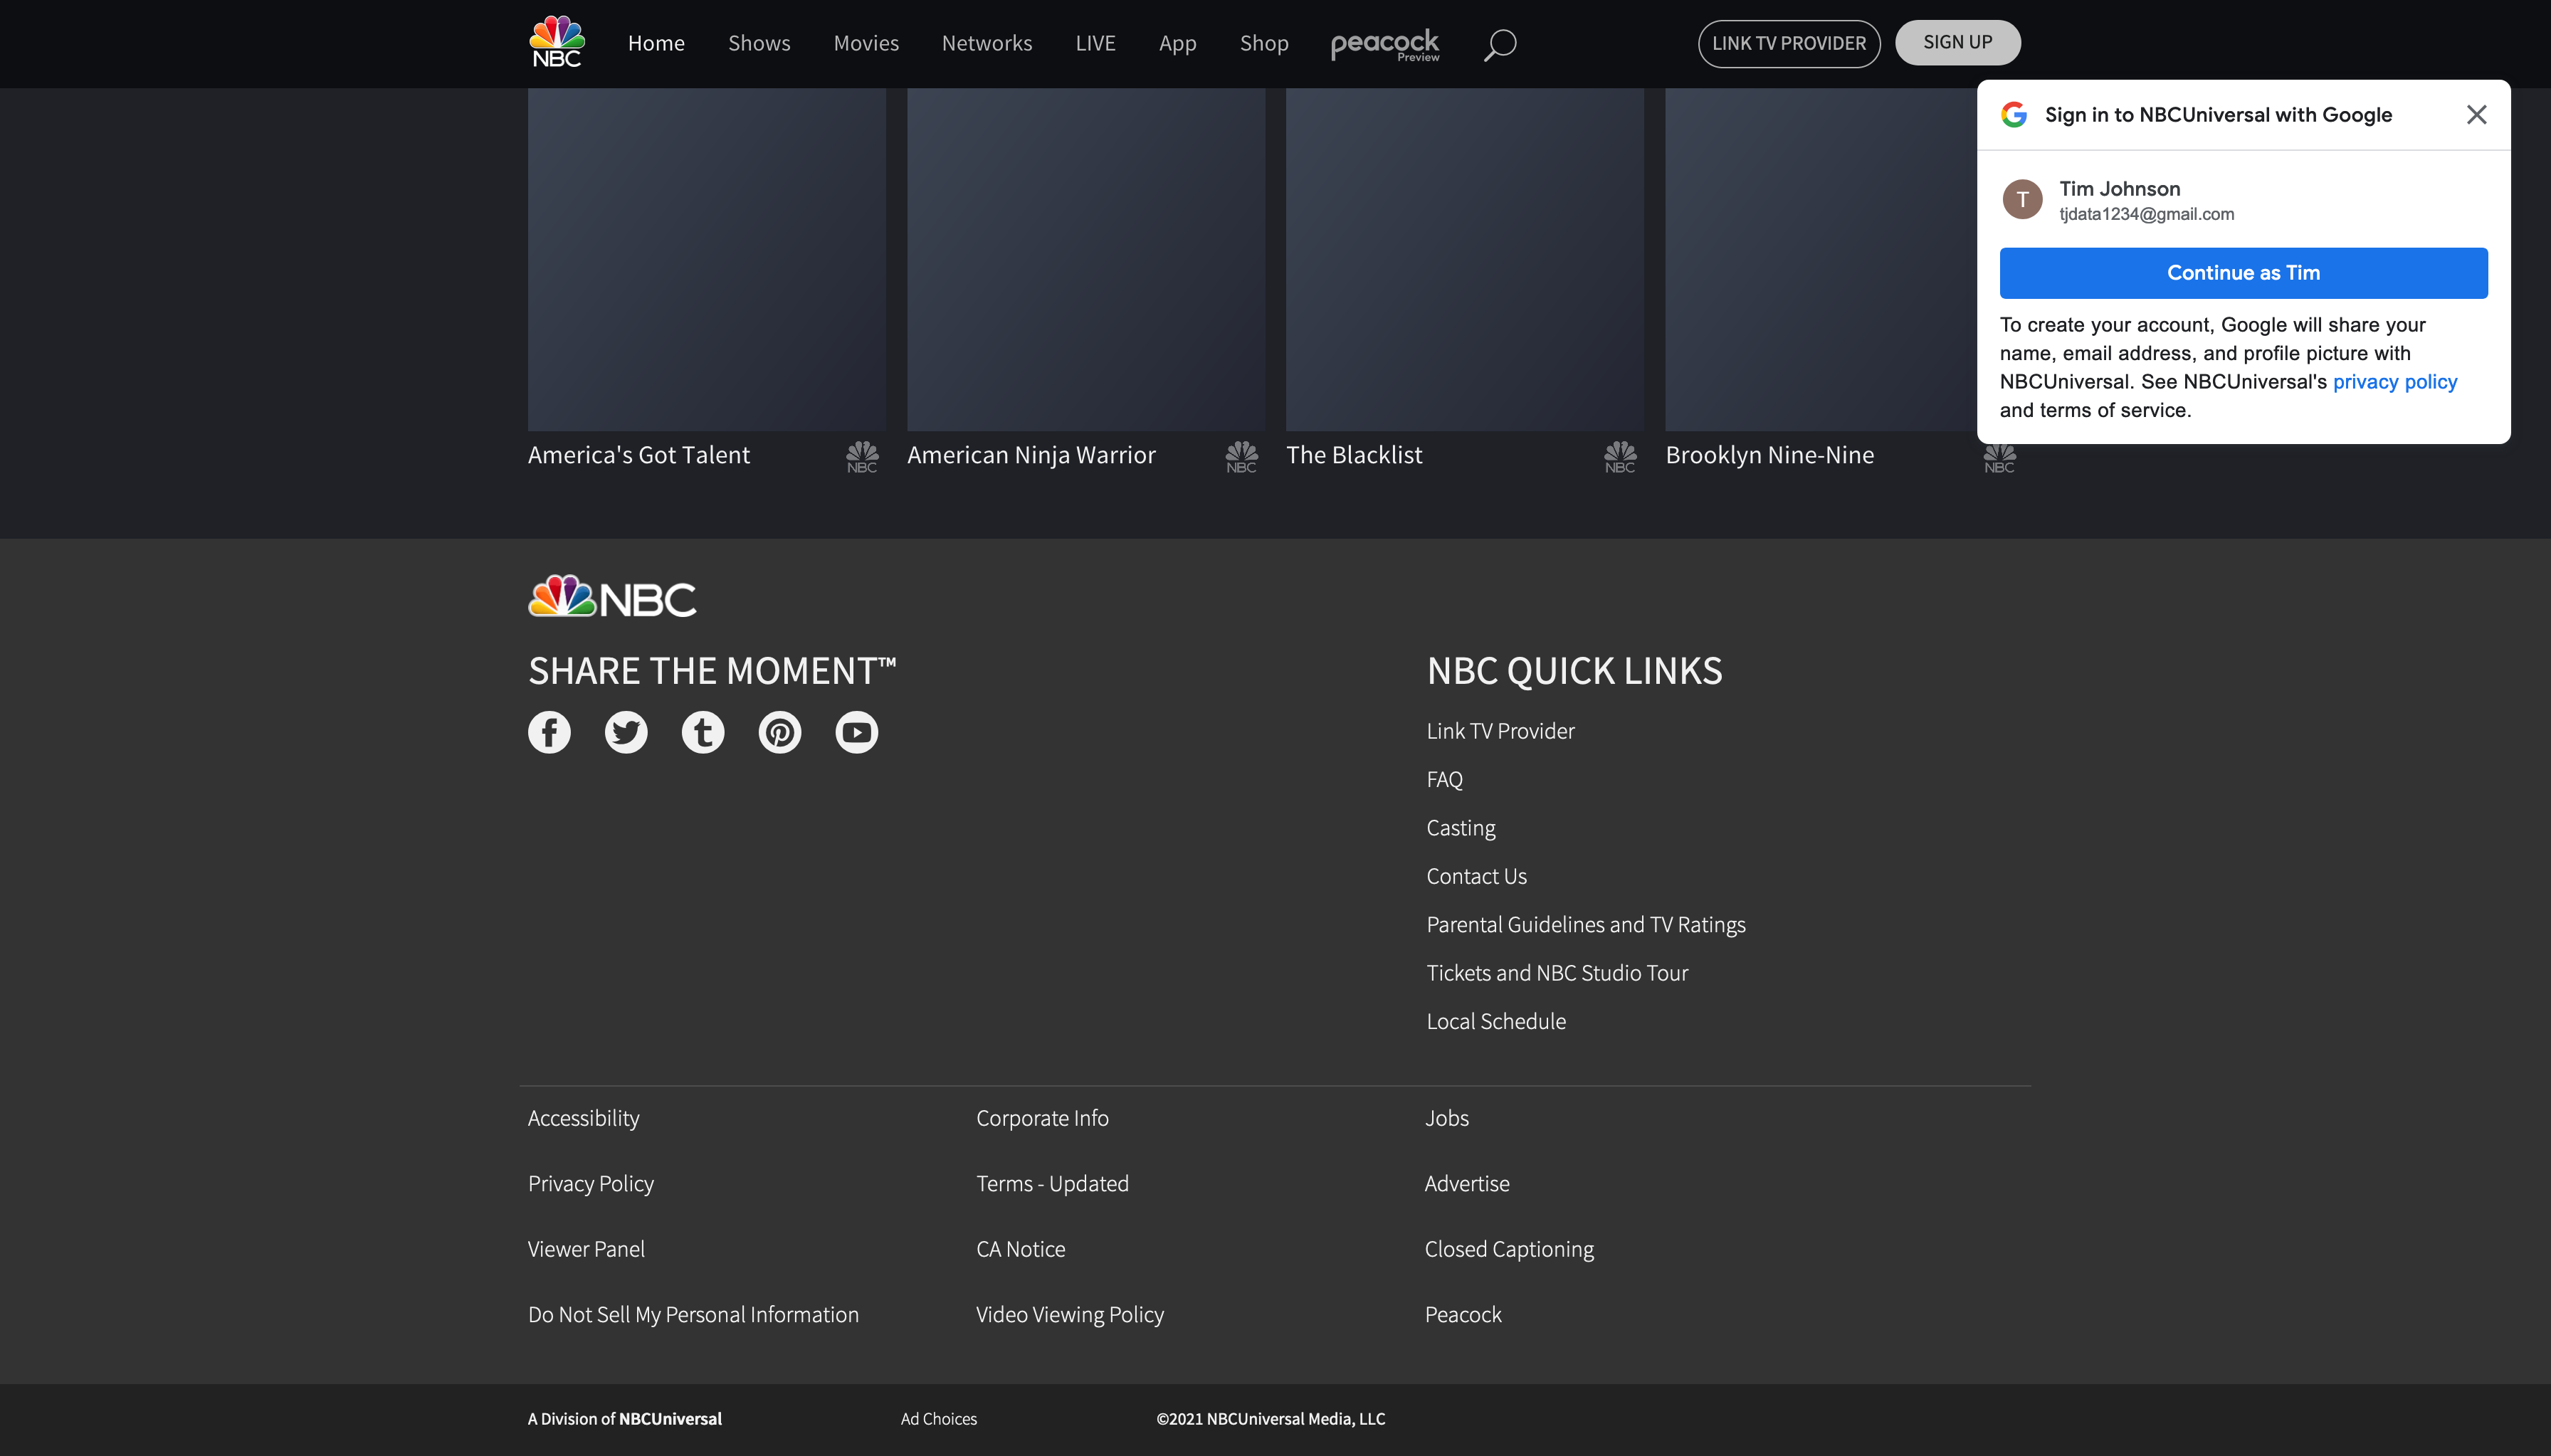 NBC
Home
Shows
Movies
Networks
LIVE
App
Shop
peacock
Preview
LINK TV PROVIDER
SIGN UP
Sign in to NBCUniversal with Google
T
Tim Johnson
tjdata1234@gmail.com
Continue as Tim
To create your account, Google will share your
name, email address, and profile picture with
NBCUniversal. See NBCUniversal's privacy policy
and terms of service.
America's Got Talent
NBC
American Ninja Warrior
NBC
The Blacklist
NBC
Brooklyn Nine-Nine
NBC
NBC
SHARE THE MOMENT™
NBC QUICK LINKS
Link TV Provider
FAQ
Casting
Contact Us
Parental Guidelines and TV Ratings
Tickets and NBC Studio Tour
Local Schedule
Accessibility
Corporate Info
Jobs
Privacy Policy
Terms - Updated
Advertise
Viewer Panel
CA Notice
Closed Captioning
Do Not Sell My Personal Information
Video Viewing Policy
Peacock
A Division of NBCUniversal
Ad Choices
©2021 NBCUniversal Media, LLC